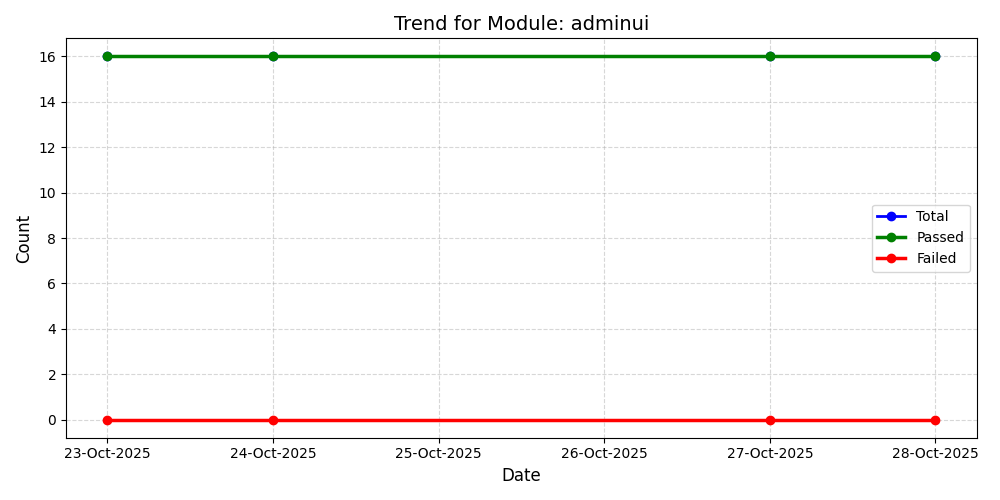 Trend for Module: adminui
Count
16
14
12
10
8
6
4
2
0
Total
Passed
Failed
23-Oct-2025
24-Oct-2025
25-Oct-2025
26-Oct-2025
27-Oct-2025
28-Oct-2025
Date